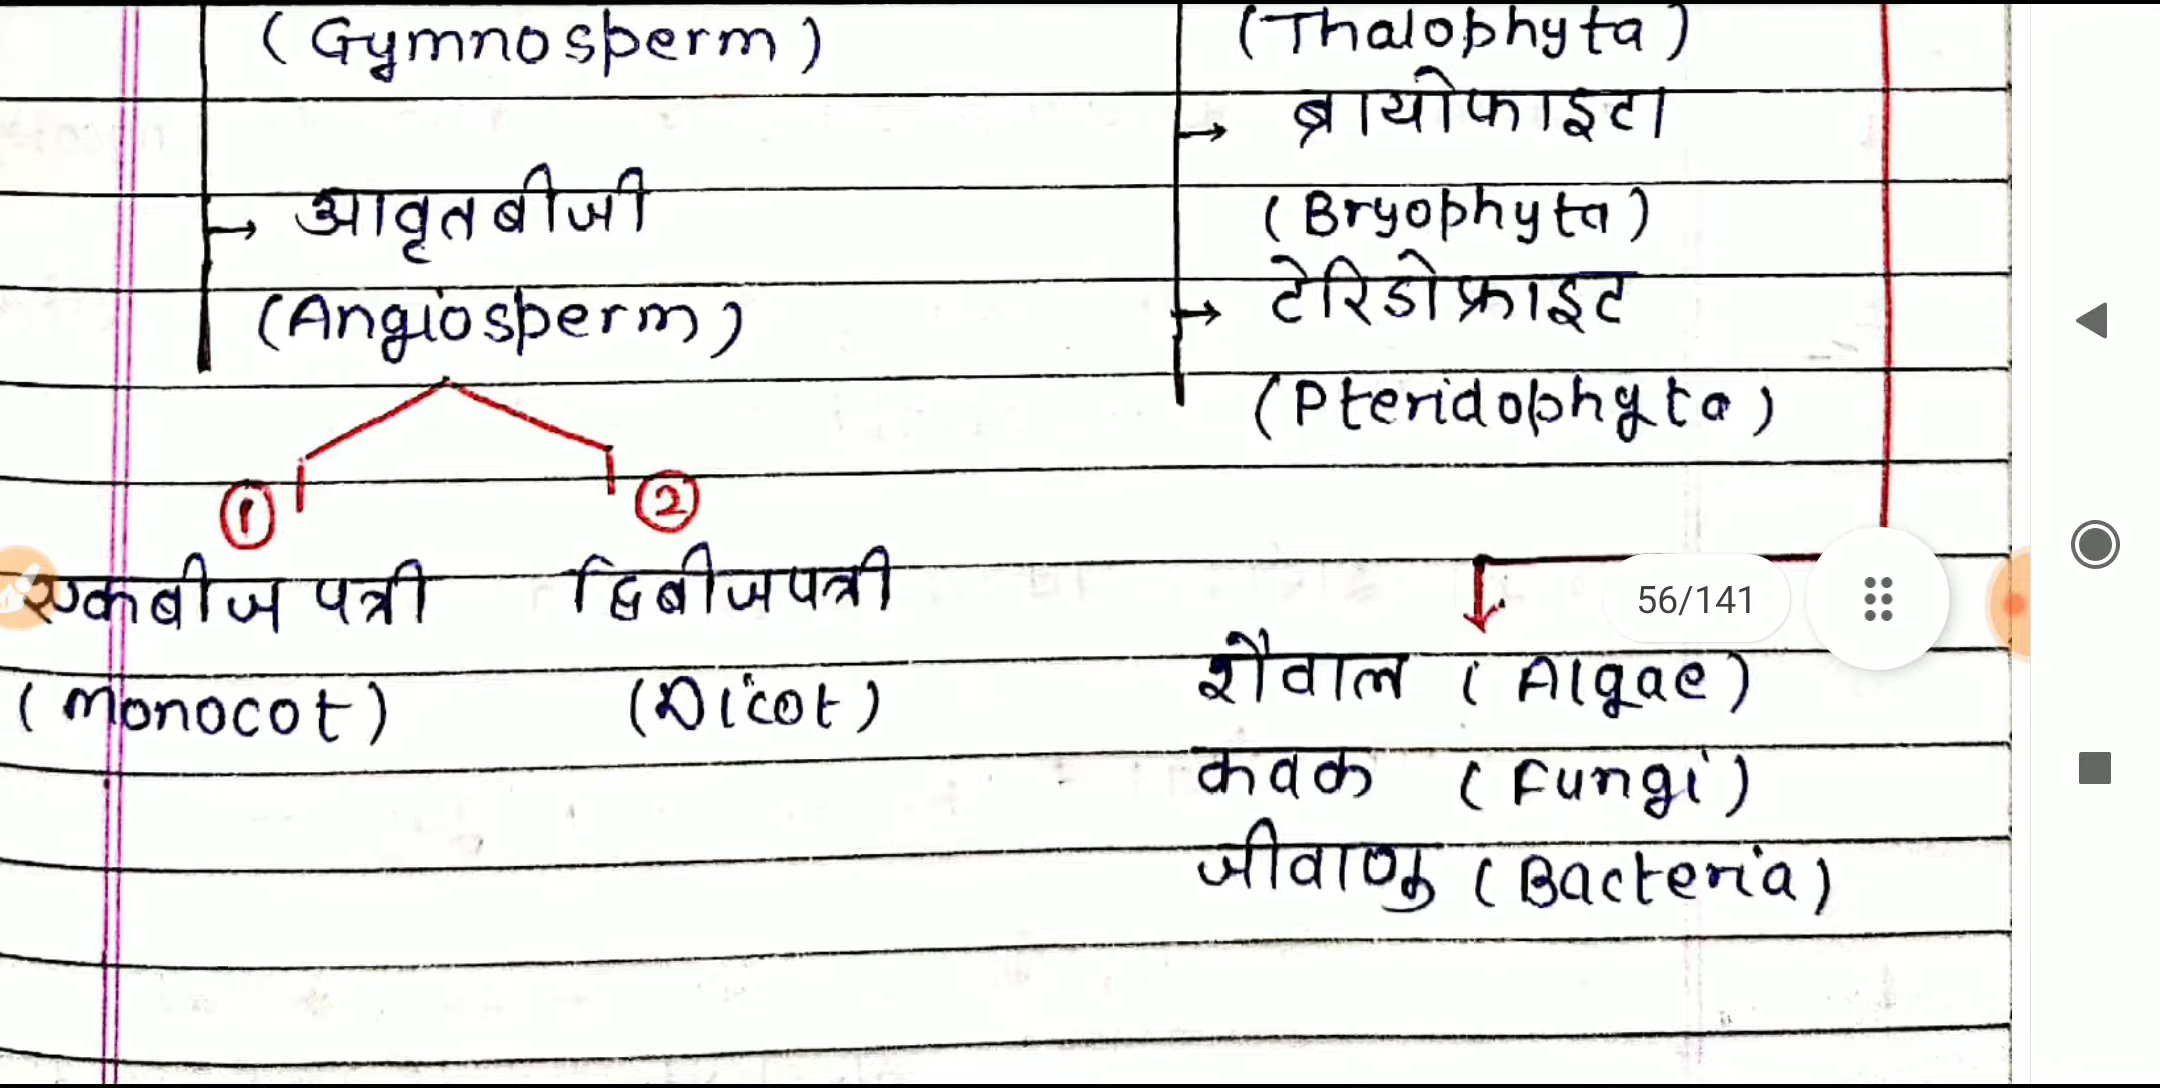 (Gymnosperm)
(Thalophyta)
→ ब्रायोफाइटा
→ आवृतबीजी
(Bryophyta)
→ टेरिडोफ्राइट
(Angiosperm)
(Pteridophyta)
① ②
एकबीज पत्री द्विबीजपत्री
56/141
शैवाल (Algae)
(Monocot) (Dicot)
कवक (Fungi)
जीवाणु (Bacteria)